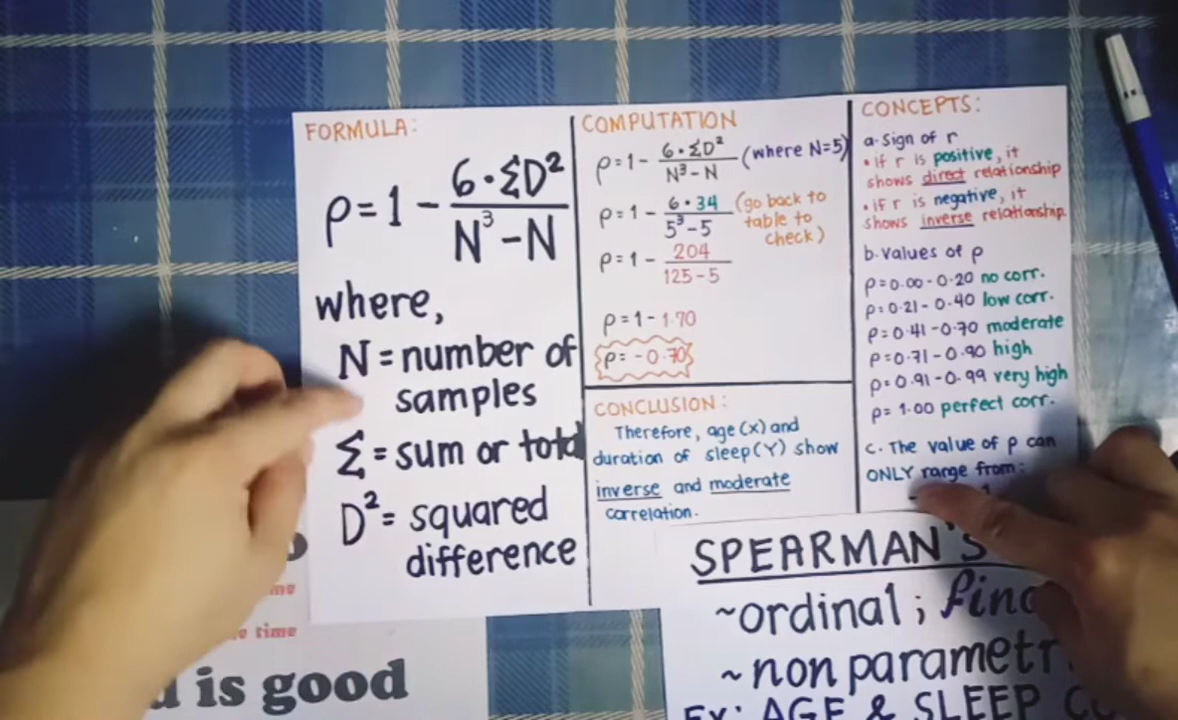 FORMULA:
ρ = 1 - 6·ΣD² / N³ - N
where,
N = number of
samples
Σ = sum or total
D² = squared
difference
COMPUTATION
ρ = 1 - 6·ΣD² / N³ - N (where N=5)
ρ = 1 - 6·34 / 5³ - 5 (go back to
table to
check)
ρ = 1 - 204 / 125 - 5
ρ = 1 - 1.70
ρ = - 0.70
CONCLUSION:
Therefore, age (x) and
duration of sleep (Y) show
inverse and moderate
correlation.
CONCEPTS:
a. Sign of r
• if r is positive, it
shows direct relationship
• if r is negative, it
shows inverse relationship.
b. Values of ρ
ρ = 0.00 - 0.20 no corr.
ρ = 0.21 - 0.40 low corr.
ρ = 0.41 - 0.70 moderate
ρ = 0.71 - 0.90 high
ρ = 0.91 - 0.99 very high
ρ = 1.00 perfect corr.
c. The value of ρ can
ONLY range from:
SPEARMAN'S
~ordinal;
~non parametr
Ex: AGE & SLEEP
time
is good